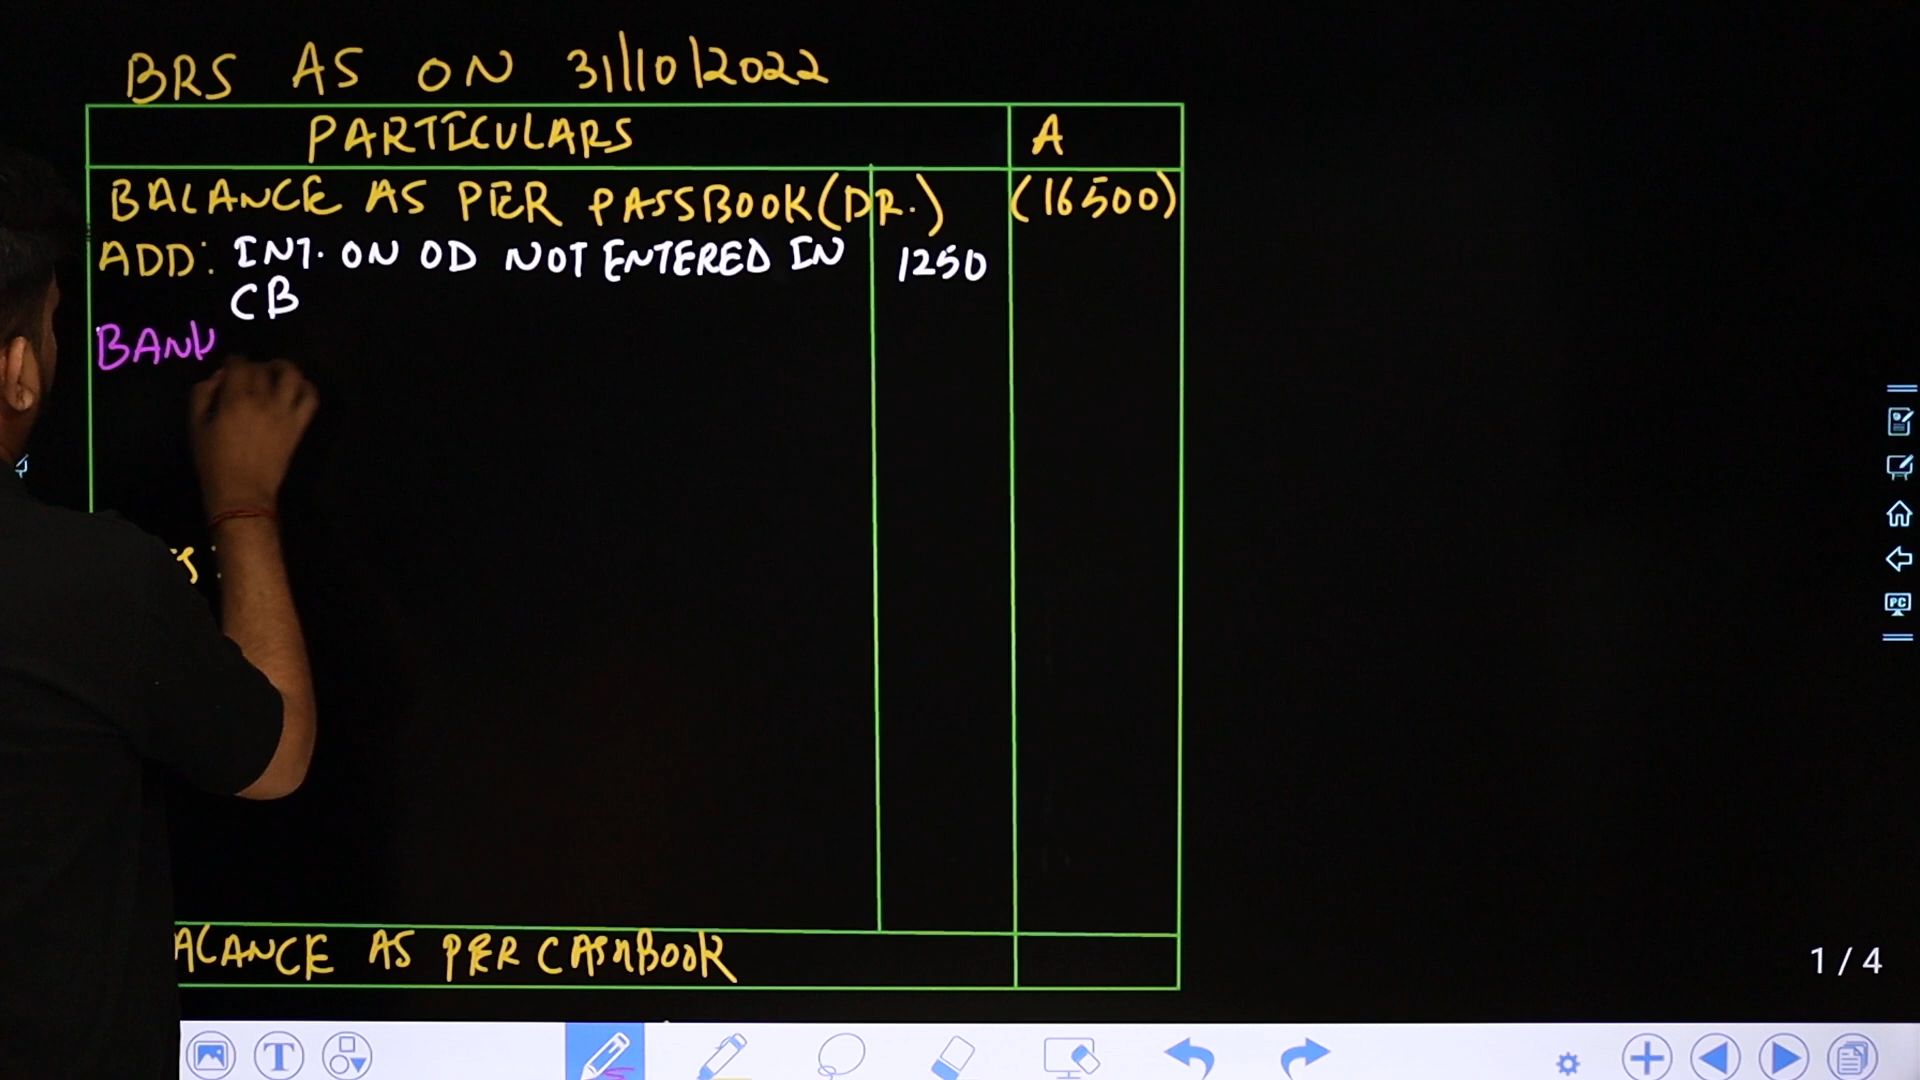 BRS AS ON 31/10/2022
PARTICULARS A
BALANCE AS PER PASSBOOK (DR.) (16500)
ADD: INT. ON OD NOT ENTERED IN 1250
CB
BANK
ALANCE AS PER CASHBOOK
1 / 4
T
PC